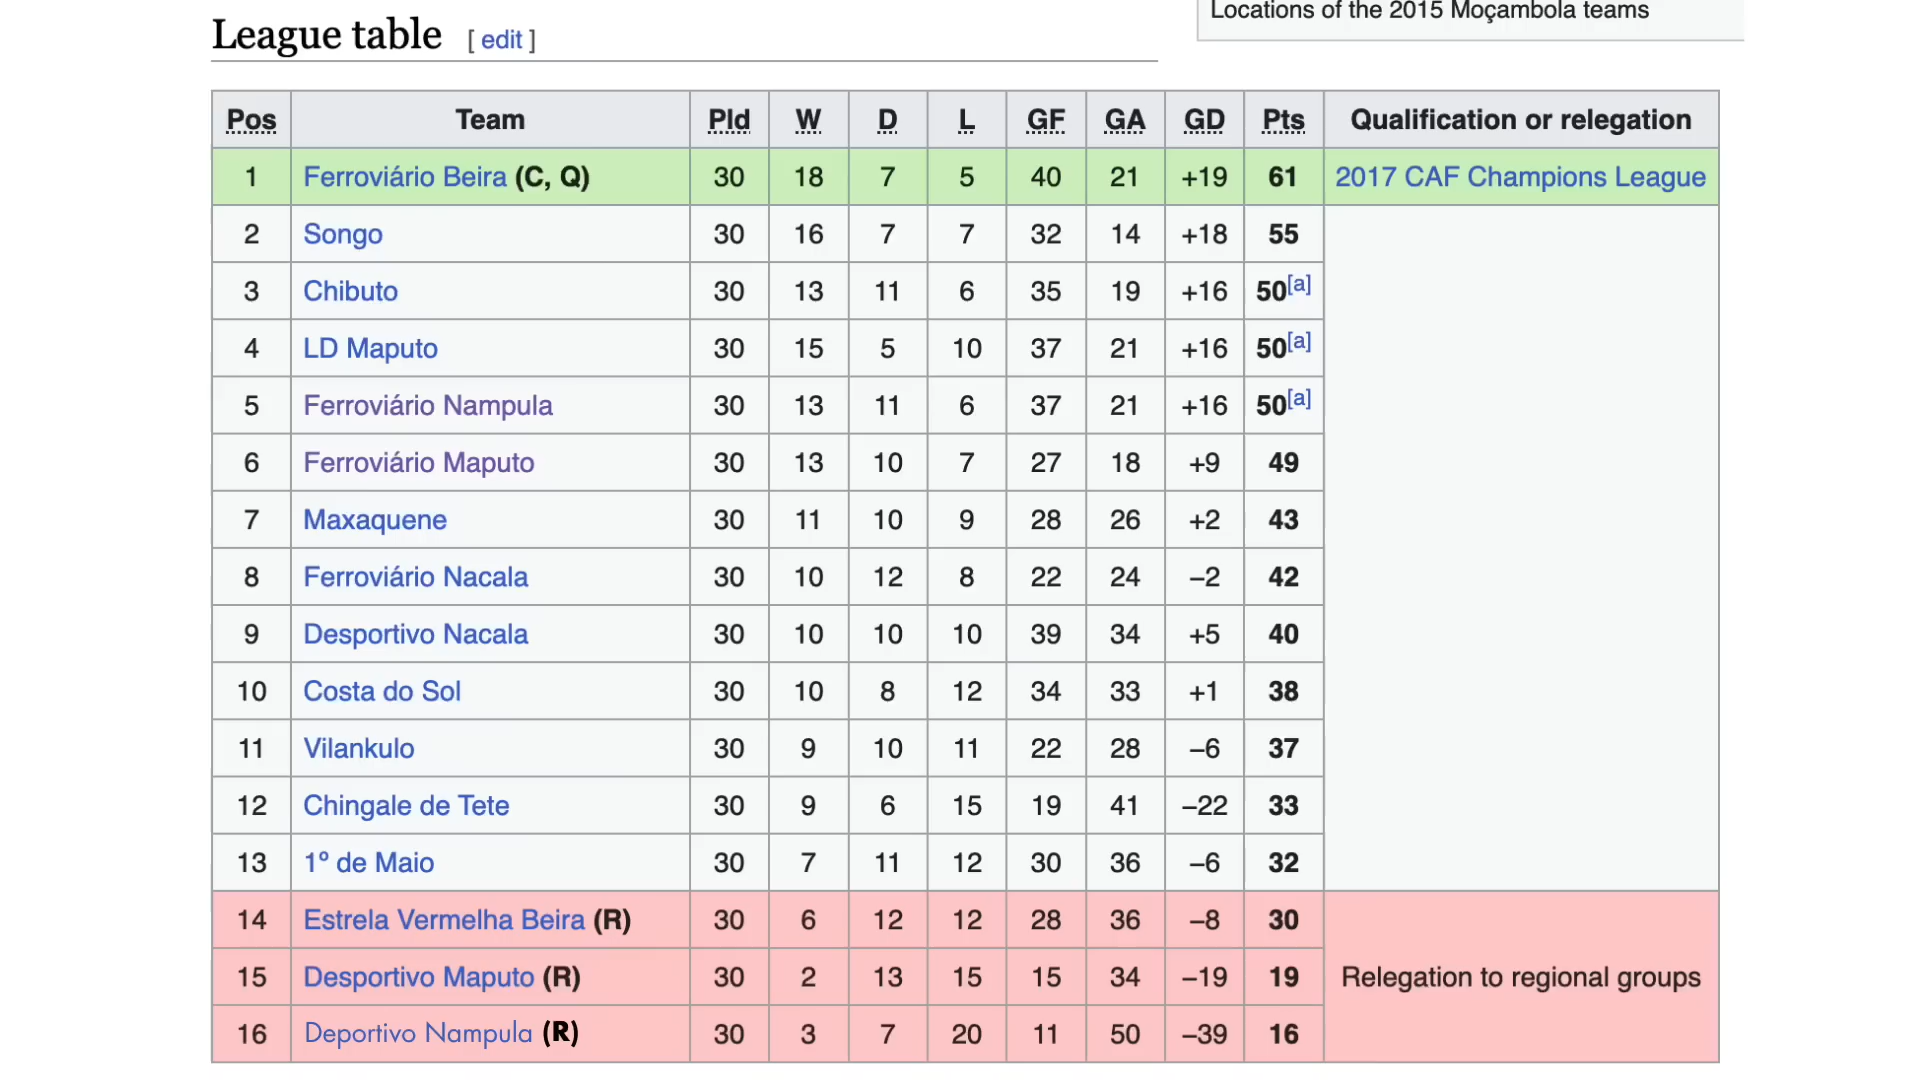 Locations of the 2015 Moçambola teams
League table [ edit ]
Pos Team Pld W D L GF GA GD Pts Qualification or relegation
1 Ferroviário Beira (C, Q) 30 18 7 5 40 21 +19 61 2017 CAF Champions League
2 Songo 30 16 7 7 32 14 +18 55
3 Chibuto 30 13 11 6 35 19 +16 50[a]
4 LD Maputo 30 15 5 10 37 21 +16 50[a]
5 Ferroviário Nampula 30 13 11 6 37 21 +16 50[a]
6 Ferroviário Maputo 30 13 10 7 27 18 +9 49
7 Maxaquene 30 11 10 9 28 26 +2 43
8 Ferroviário Nacala 30 10 12 8 22 24 −2 42
9 Desportivo Nacala 30 10 10 10 39 34 +5 40
10 Costa do Sol 30 10 8 12 34 33 +1 38
11 Vilankulo 30 9 10 11 22 28 −6 37
12 Chingale de Tete 30 9 6 15 19 41 −22 33
13 1º de Maio 30 7 11 12 30 36 −6 32
14 Estrela Vermelha Beira (R) 30 6 12 12 28 36 −8 30
15 Desportivo Maputo (R) 30 2 13 15 15 34 −19 19 Relegation to regional groups
16 Deportivo Nampula (R) 30 3 7 20 11 50 −39 16